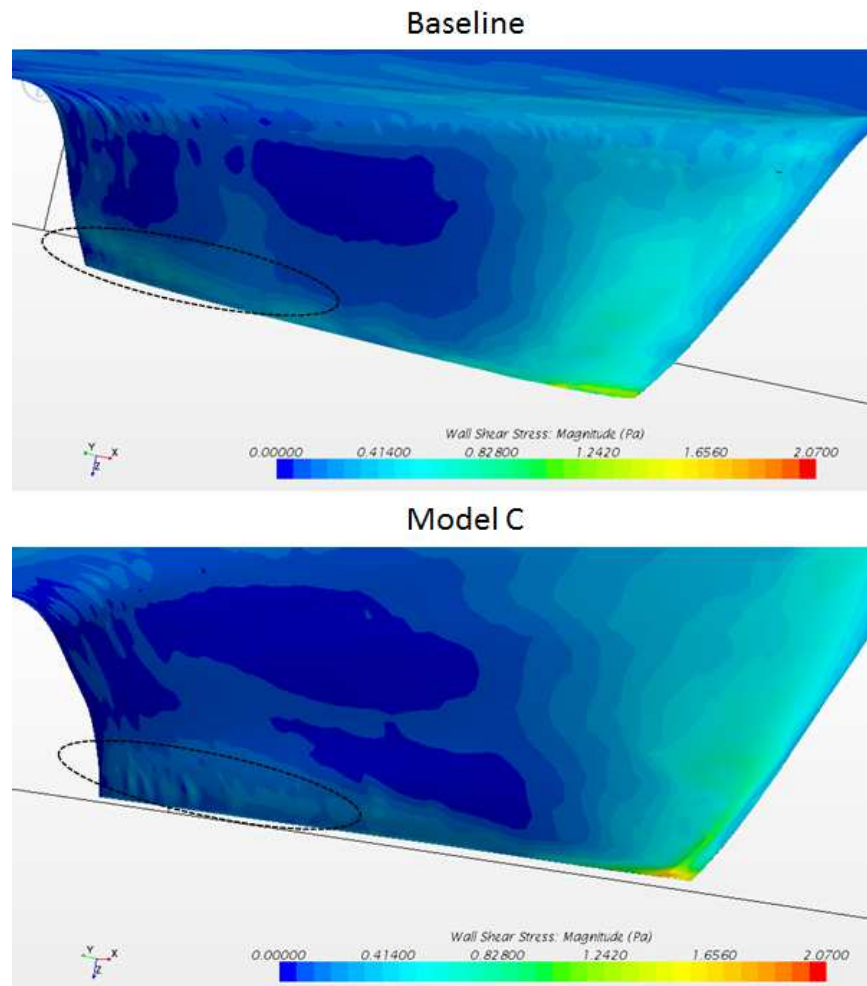 Baseline
Y X
Z
Wall Shear Stress: Magnitude (Pa)
0.00000 0.41400 0.82800 1.2420 1.6560 2.0700
Model C
Y X
Z
Wall Shear Stress: Magnitude (Pa)
0.00000 0.41400 0.82800 1.2420 1.6560 2.0700